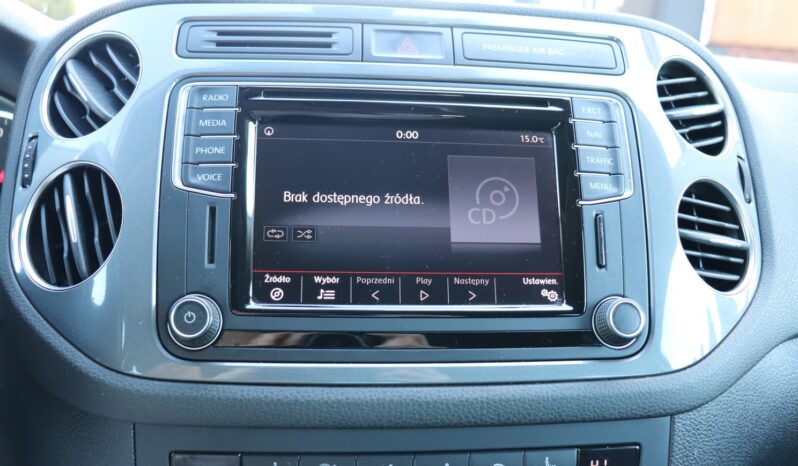 PASSENGER AIR BAG
RADIO
MEDIA
PHONE
VOICE
EJECT
NAV
TRAFFIC
MENU
0:00
15.0°C
Brak dostępnego źródła.
CD
Źródło Wybór Poprzedni Play Następny Ustawien.
HI